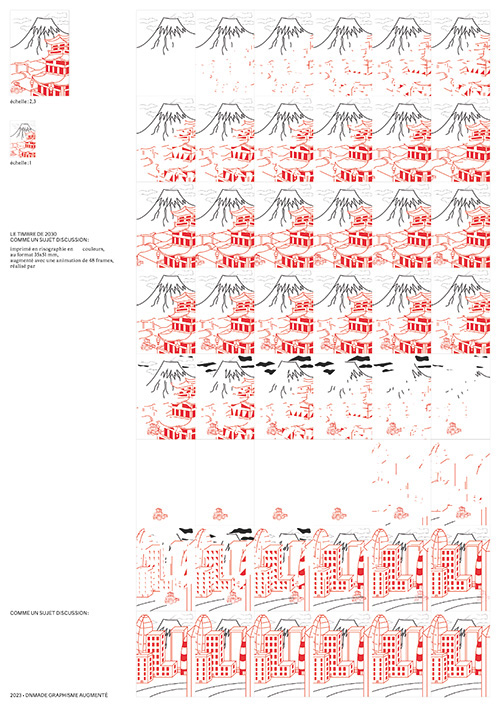 échelle : 2,3
échelle : 1
LE TIMBRE DE 2030
COMME UN SUJET DISCUSSION :
imprimé en risographie en couleurs,
au format 35x51 mm,
augmenté avec une animation de 48 frames,
réalisé par
COMME UN SUJET DISCUSSION :
2023 • DNMADE GRAPHISME AUGMENTÉ